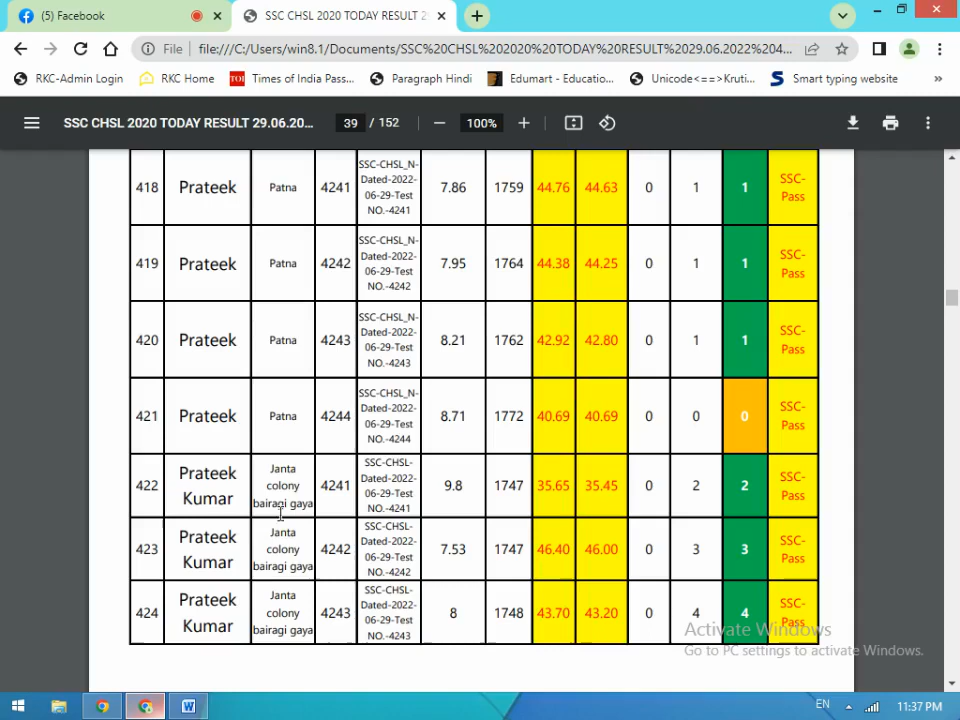 (5) Facebook
SSC CHSL 2020 TODAY RESULT 2
File file:///C:/Users/win8.1/Documents/SSC%20CHSL%202020%20TODAY%20RESULT%2029.06.2022%204...
RKC-Admin Login RKC Home TOI Times of India Pass... Paragraph Hindi Edumart - Educatio... Unicode<==>Kruti... S Smart typing website »
SSC CHSL 2020 TODAY RESULT 29.06.20... 39 / 152 100%
418 Prateek Patna 4241 SSC-CHSL_N-Dated-2022-06-29-Test NO.-4241 7.86 1759 44.76 44.63 0 1 1 SSC-Pass
419 Prateek Patna 4242 SSC-CHSL_N-Dated-2022-06-29-Test NO.-4242 7.95 1764 44.38 44.25 0 1 1 SSC-Pass
420 Prateek Patna 4243 SSC-CHSL_N-Dated-2022-06-29-Test NO.-4243 8.21 1762 42.92 42.80 0 1 1 SSC-Pass
421 Prateek Patna 4244 SSC-CHSL_N-Dated-2022-06-29-Test NO.-4244 8.71 1772 40.69 40.69 0 0 0 SSC-Pass
422 Prateek Kumar Janta colony bairagi gaya 4241 SSC-CHSL-Dated-2022-06-29-Test NO.-4241 9.8 1747 35.65 35.45 0 2 2 SSC-Pass
423 Prateek Kumar Janta colony bairagi gaya 4242 SSC-CHSL-Dated-2022-06-29-Test NO.-4242 7.53 1747 46.40 46.00 0 3 3 SSC-Pass
424 Prateek Kumar Janta colony bairagi gaya 4243 SSC-CHSL-Dated-2022-06-29-Test NO.-4243 8 1748 43.70 43.20 0 4 4 SSC-Pass
Activate Windows
Go to PC settings to activate Windows.
EN 11:37 PM